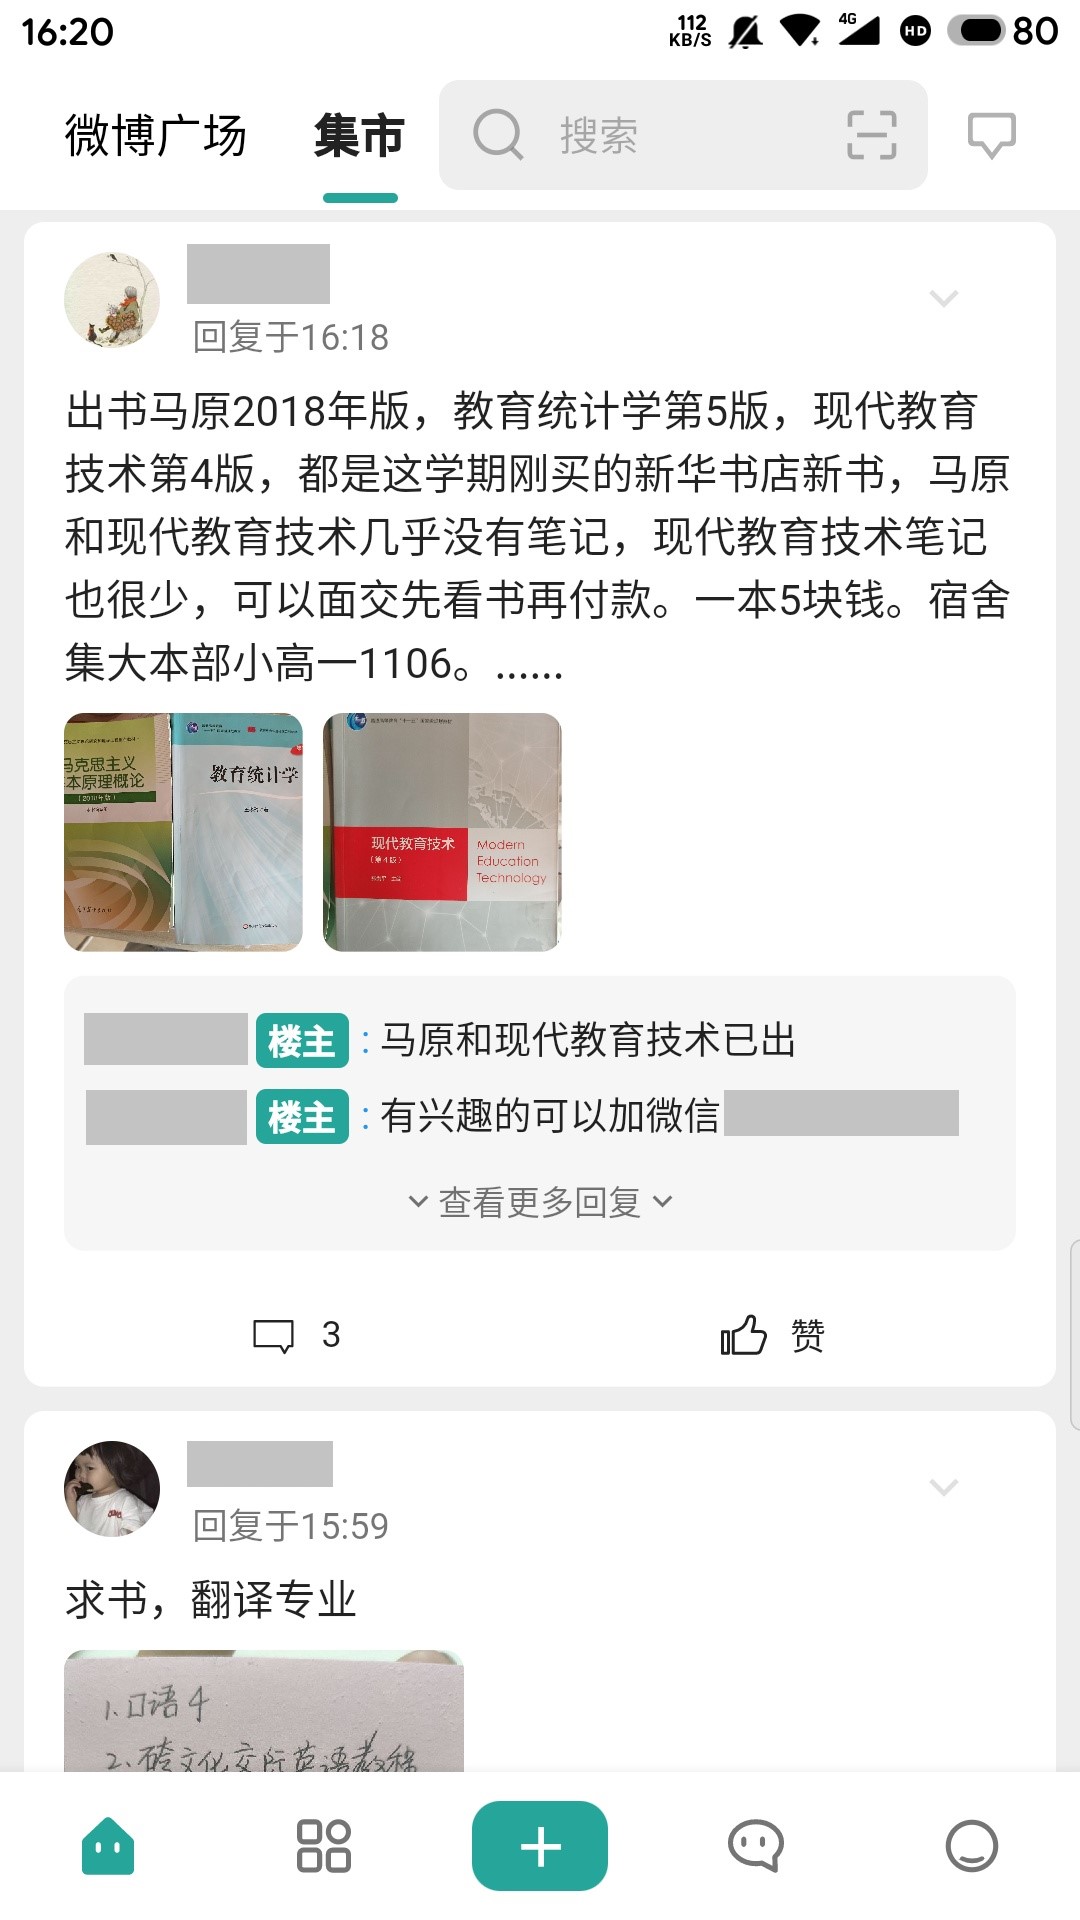 16:20
112
KB/S
4G
HD
80
微博广场
集市
搜索
回复于16:18
出书马原2018年版，教育统计学第5版，现代教育
技术第4版，都是这学期刚买的新华书店新书，马原
和现代教育技术几乎没有笔记，现代教育技术笔记
也很少，可以面交先看书再付款。一本5块钱。宿舍
集大本部小高一1106。......
马克思主义
本原理概论
(2018年版)
教育统计学
现代教育技术
(第4版)
Modern
Education
Technology
楼主：马原和现代教育技术已出
楼主：有兴趣的可以加微信
查看更多回复
3
赞
回复于15:59
求书，翻译专业
1.口语4
2.跨文化交际英语教程